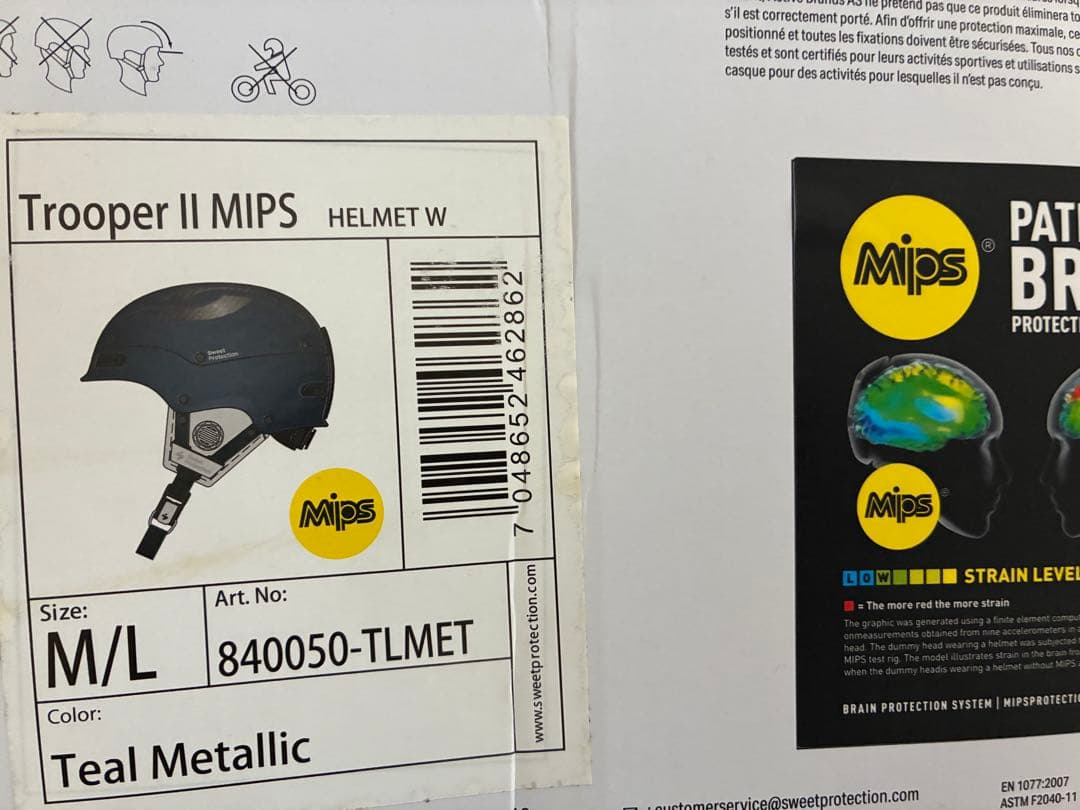 s'il est correctement porté. Afin d'offrir une protection maximale, ce
positionné et toutes les fixations doivent être sécurisées. Tous nos
testés et sont certifiés pour leurs activités sportives et utilisations s
casque pour des activités pour lesquelles il n'est pas conçu.
Trooper II MIPS HELMET W
Sweet
Protection
Mips
7 048652 462862
www.sweetprotection.com
Size:
M/L
Art. No:
840050-TLMET
Color:
Teal Metallic
Mips®
PATI
BR
PROTECTI
Mips®
LOW STRAIN LEVEL
= The more red the more strain
The graphic was generated using a finite element compu
onmeasurements obtained from nine accelerometers in a
head. The dummy head wearing a helmet was subjected t
MIPS test rig. The model illustrates strain in the brain fro
when the dummy headis wearing a helmet without MIPS
BRAIN PROTECTION SYSTEM | MIPSPROTECTI
EN 1077:2007
ASTM F2040-11
customerservice@sweetprotection.com